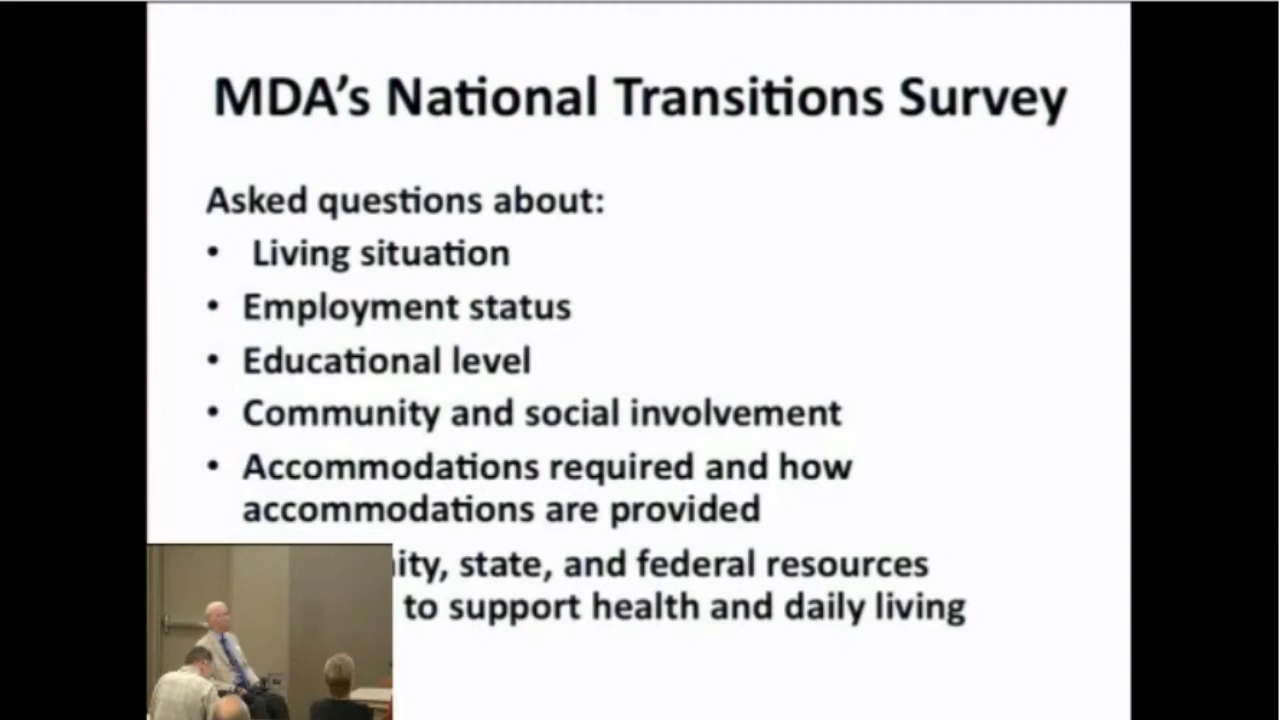 MDA's National Transitions Survey
Asked questions about:
• Living situation
• Employment status
• Educational level
• Community and social involvement
• Accommodations required and how
accommodations are provided
state, and federal resources
to support health and daily living